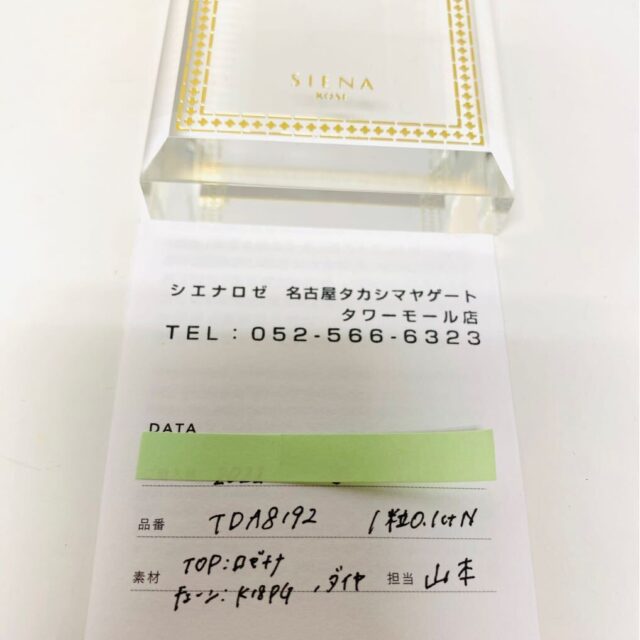 SIENA
ROSE
シエナロゼ 名古屋タカシマヤゲート
タワーモール店
TEL:052-566-6323
DATA
品番 TDA8192 1粒0.1ctN
素材 TOP:ロゼナ
チェーン:K18PG、ダイヤ 担当 山本